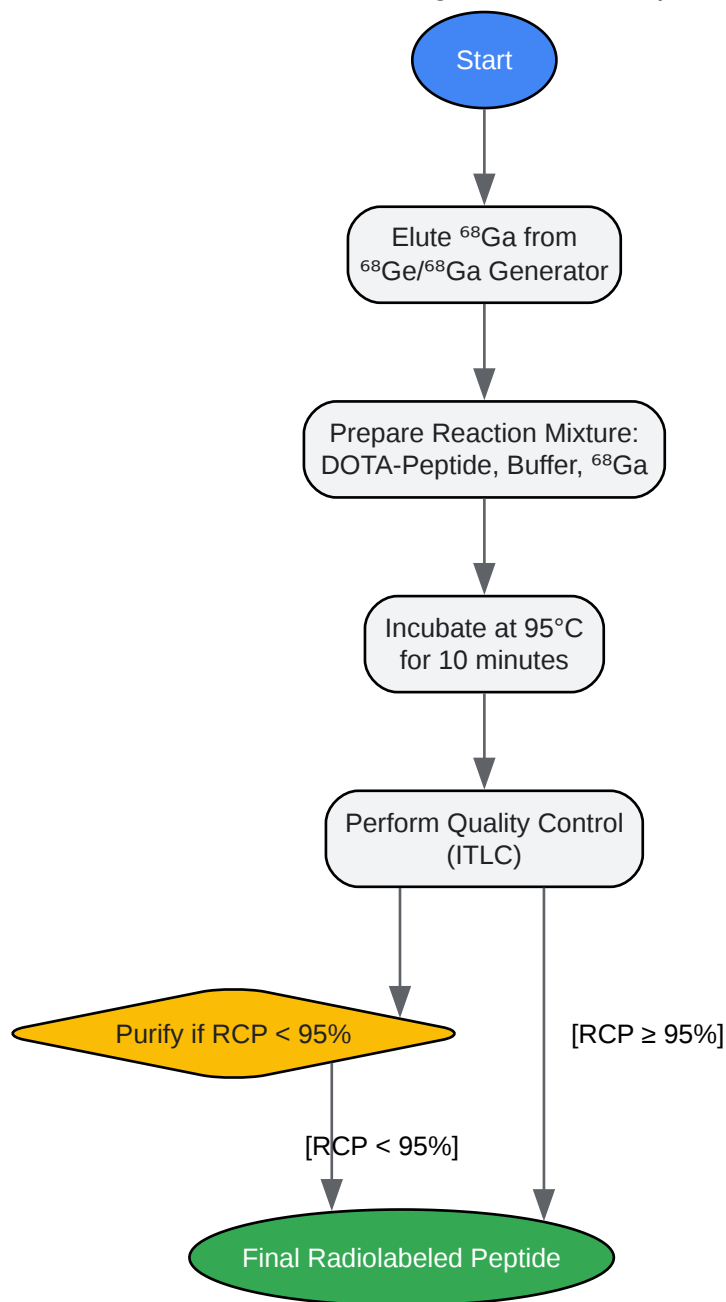 Start
Elute ⁶⁸Ga from
⁶⁸Ge/⁶⁸Ga Generator
Prepare Reaction Mixture:
DOTA-Peptide, Buffer, ⁶⁸Ga
Incubate at 95°C
for 10 minutes
Perform Quality Control
(ITLC)
Purify if RCP < 95%
[RCP ≥ 95%]
[RCP < 95%]
Final Radiolabeled Peptide